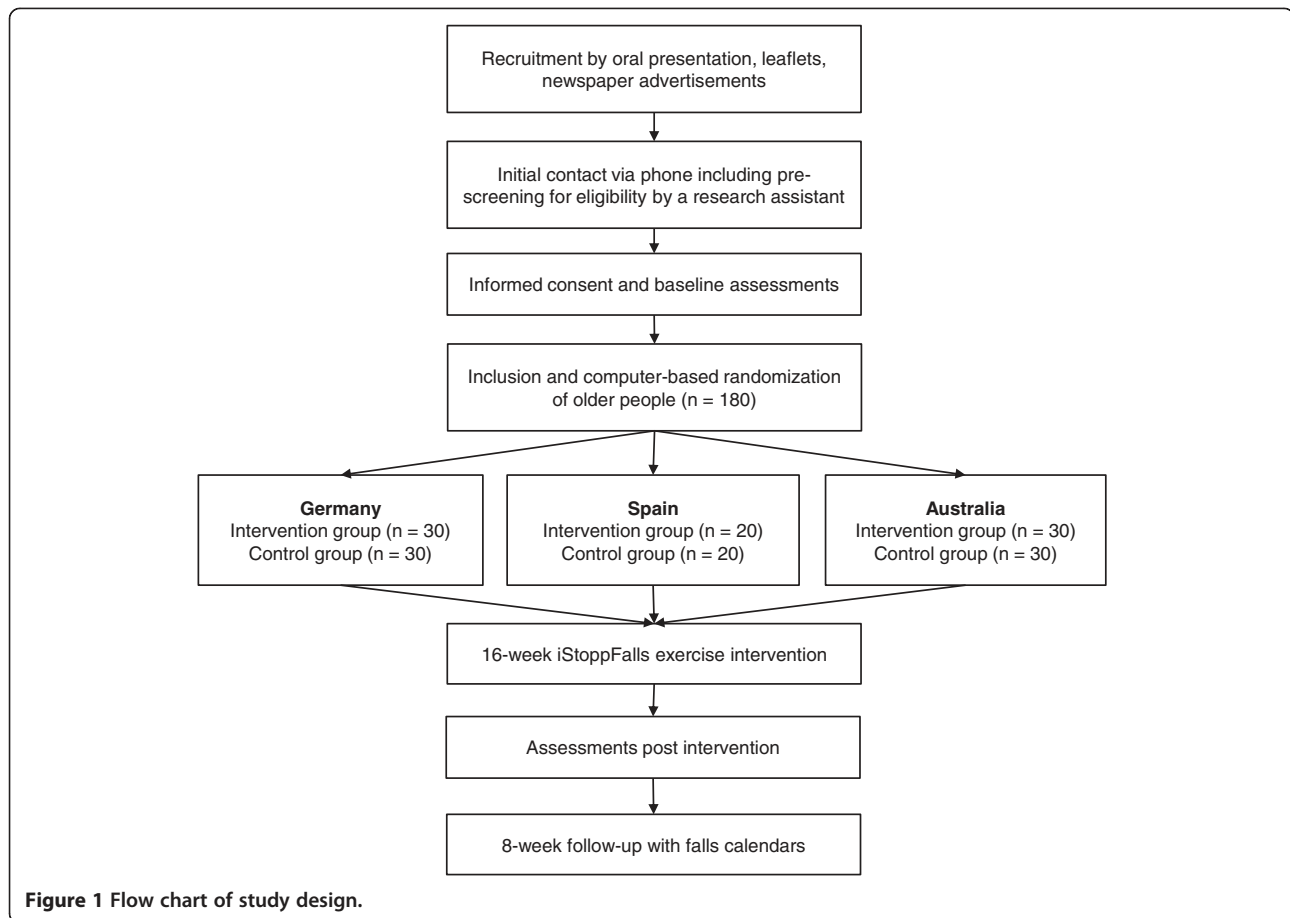 Recruitment by oral presentation, leaflets,
newspaper advertisements
Initial contact via phone including pre-
screening for eligibility by a research assistant
Informed consent and baseline assessments
Inclusion and computer-based randomization
of older people (n = 180)
Germany
Intervention group (n = 30)
Control group (n = 30)
Spain
Intervention group (n = 20)
Control group (n = 20)
Australia
Intervention group (n = 30)
Control group (n = 30)
16-week iStoppFalls exercise intervention
Assessments post intervention
8-week follow-up with falls calendars
Figure 1 Flow chart of study design.